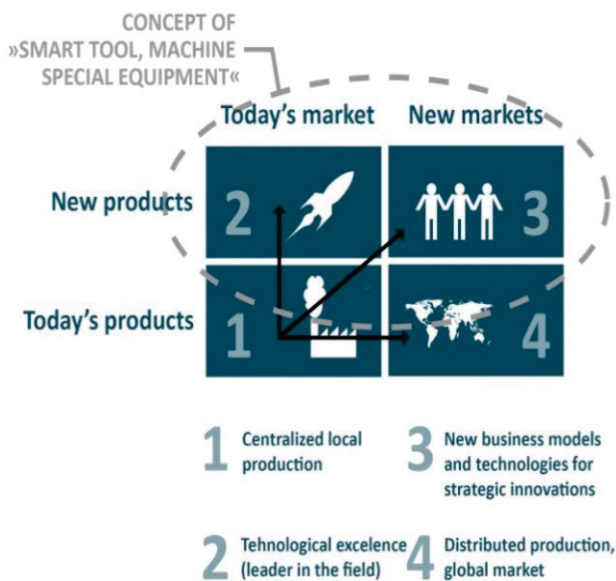 CONCEPT OF
»SMART TOOL, MACHINE
SPECIAL EQUIPMENT«
Today's market
New markets
New products
2
3
Today's products
1
4
1 Centralized local
production
3 New business models
and technologies for
strategic innovations
2 Tehnological excelence
(leader in the field)
4 Distributed production,
global market